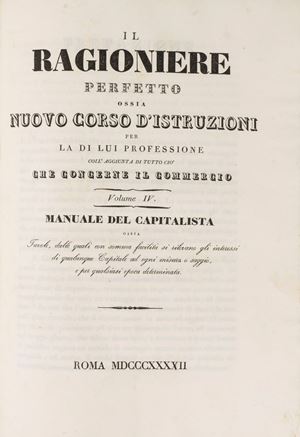 IL
RAGIONIERE
PERFETTO
OSSIA
NUOVO CORSO D'ISTRUZIONI
PER
LA DI LUI PROFESSIONE
COLL' AGGIUNTA DI TUTTO CIO'
CHE CONCERNE IL COMMERCIO
Volume IV.
MANUALE DEL CAPITALISTA
OSSIA
Tavole, dalle quali con somma facilità si rilevano gli interessi
di qualunque Capitale ad ogni misura o saggio,
e per qualsiasi epoca determinata.
ROMA MDCCCXXXXII